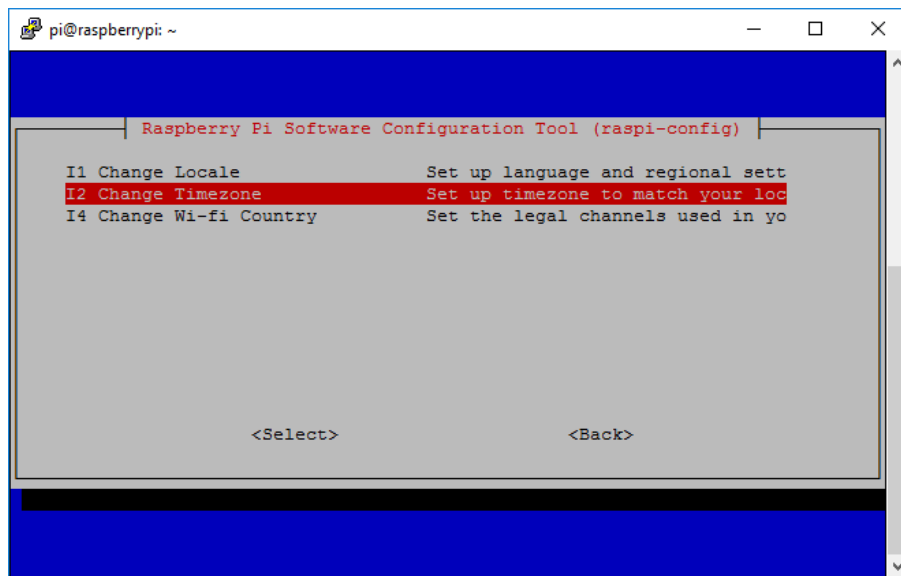 pi@raspberrypi: ~
Raspberry Pi Software Configuration Tool (raspi-config)
I1 Change Locale Set up language and regional sett
I2 Change Timezone Set up timezone to match your loc
I4 Change Wi-fi Country Set the legal channels used in yo
<Select> <Back>